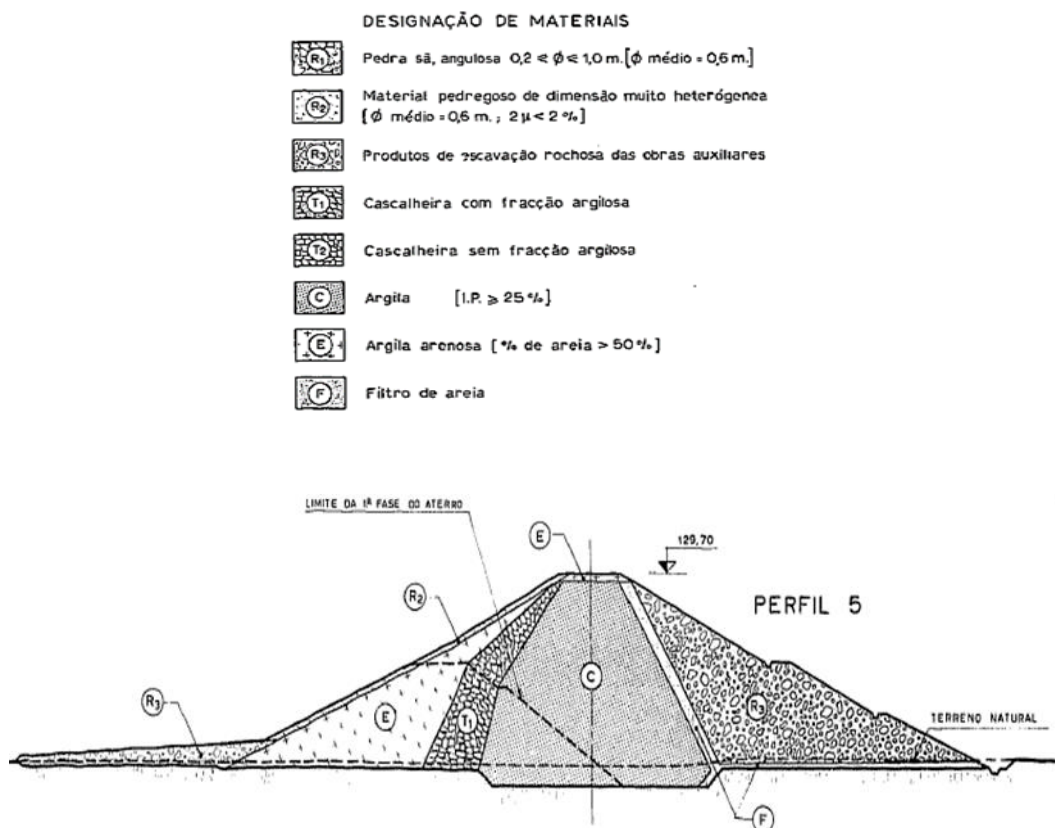 DESIGNAÇÃO DE MATERIAIS
R1 Pedra sã, angulosa 0,2 ⩽ ϕ ⩽ 1,0 m. [ϕ médio = 0,6 m.]
R2 Material pedregoso de dimensão muito heterógenea
[ϕ médio = 0,6 m. ; 2 µ < 2 %]
R3 Produtos de escavação rochosa das obras auxiliares
T1 Cascalheira com fracção argilosa
T2 Cascalheira sem fracção argilosa
C Argila [I.P. ⩾ 25 %]
E Argila arenosa [% de areia > 50 %]
F Filtro de areia
LIMITE DA 1ª FASE DO ATERRO
E
129,70
R2
PERFIL 5
C
R3
R3
E
T1
TERRENO NATURAL
F